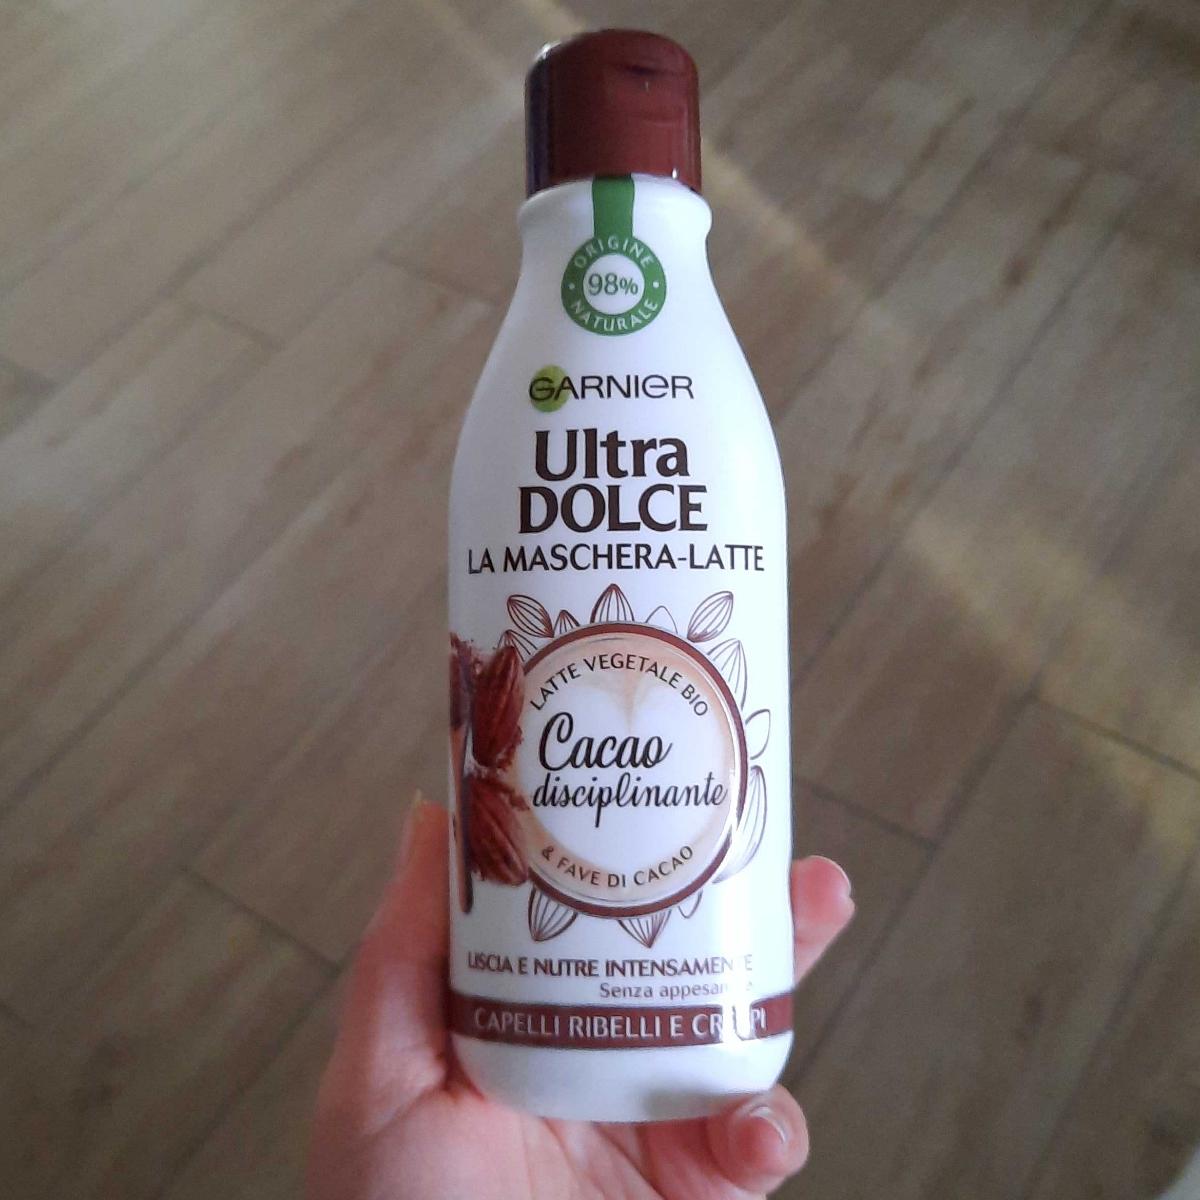 ORIGINE
98%
NATURALE
GARNIER
Ultra
DOLCE
LA MASCHERA-LATTE
LATTE VEGETALE BIO
Cacao
disciplinante
& FAVE DI CACAO
LISCIA E NUTRE INTENSAMENTE
Senza
CAPELLI RIBELLI E